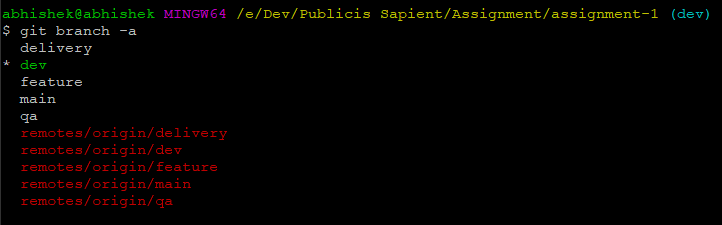 abhishek@abhishek MINGW64 /e/Dev/Publicis Sapient/Assignment/assignment-1 (dev)
$ git branch -a
  delivery
* dev
  feature
  main
  qa
  remotes/origin/delivery
  remotes/origin/dev
  remotes/origin/feature
  remotes/origin/main
  remotes/origin/qa